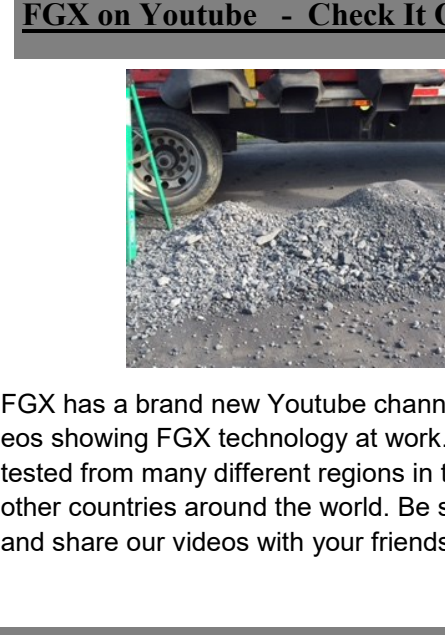 FGX on Youtube - Check It O
FGX has a brand new Youtube chann
eos showing FGX technology at work.
tested from many different regions in t
other countries around the world. Be s
and share our videos with your friends